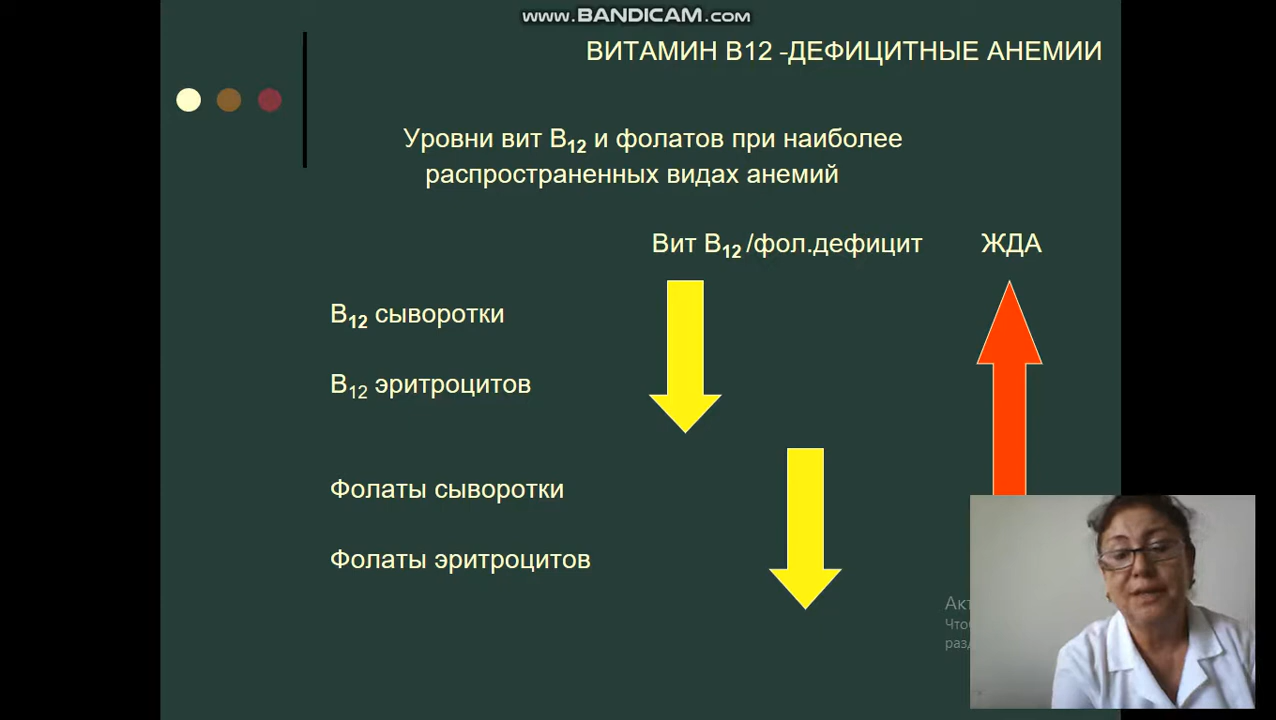 www.BANDICAM.com
ВИТАМИН В12 -ДЕФИЦИТНЫЕ АНЕМИИ
Уровни вит В12 и фолатов при наиболее
распространенных видах анемий
Вит В12 /фол.дефицит ЖДА
В12 сыворотки
В12 эритроцитов
Фолаты сыворотки
Фолаты эритроцитов